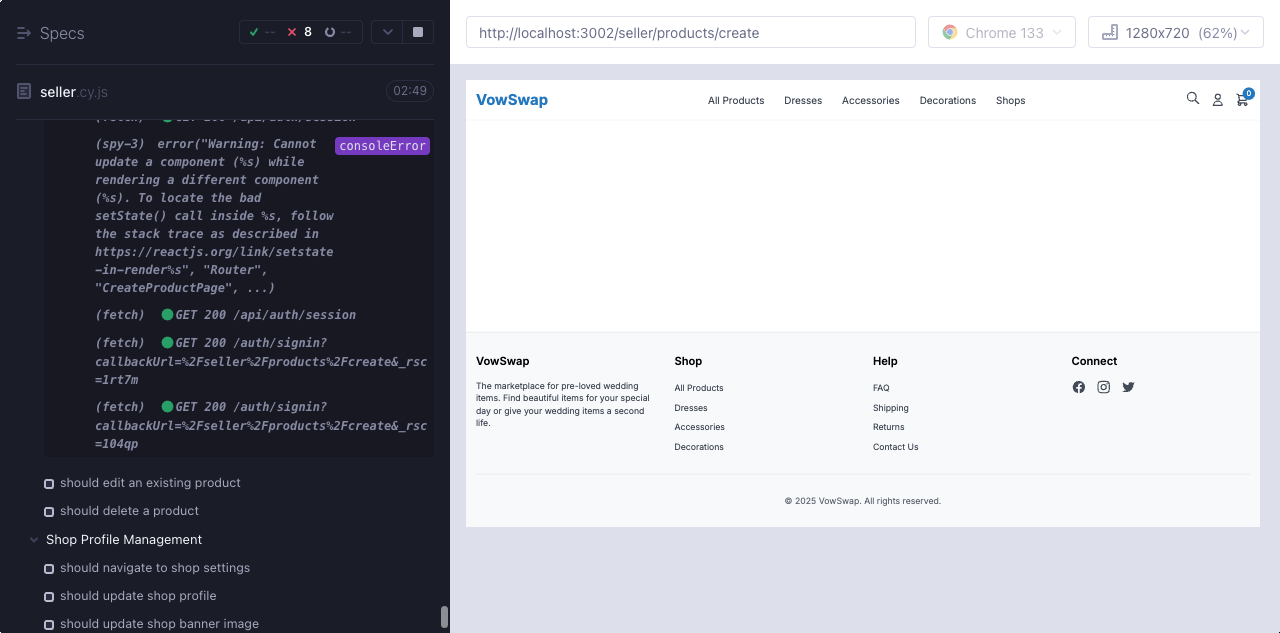 Specs
-- 8 --
seller.cy.js
02:49
(fetch) GET 200 /api/auth/session
(spy-3) error("Warning: Cannot
update a component (%s) while
rendering a different component
(%s). To locate the bad
setState() call inside %s, follow
the stack trace as described in
https://reactjs.org/link/setstate
-in-render%s", "Router",
"CreateProductPage", ...)
consoleError
(fetch) GET 200 /api/auth/session
(fetch) GET 200 /auth/signin?
callbackUrl=%2Fseller%2Fproducts%2Fcreate&_rsc
=1rt7m
(fetch) GET 200 /auth/signin?
callbackUrl=%2Fseller%2Fproducts%2Fcreate&_rsc
=104qp
should edit an existing product
should delete a product
Shop Profile Management
should navigate to shop settings
should update shop profile
should update shop banner image
http://localhost:3002/seller/products/create
Chrome 133
1280x720 (62%)
VowSwap
All Products Dresses Accessories Decorations Shops
0
VowSwap
The marketplace for pre-loved wedding
items. Find beautiful items for your special
day or give your wedding items a second
life.
Shop
All Products
Dresses
Accessories
Decorations
Help
FAQ
Shipping
Returns
Contact Us
Connect
© 2025 VowSwap. All rights reserved.